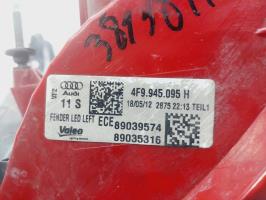 VF2
Audi
11 S
4F9.945.095 H
18/05/12 2875 22:13 TEIL1
FENDER LED LEFT
ECE
89039574
Valeo
89035316